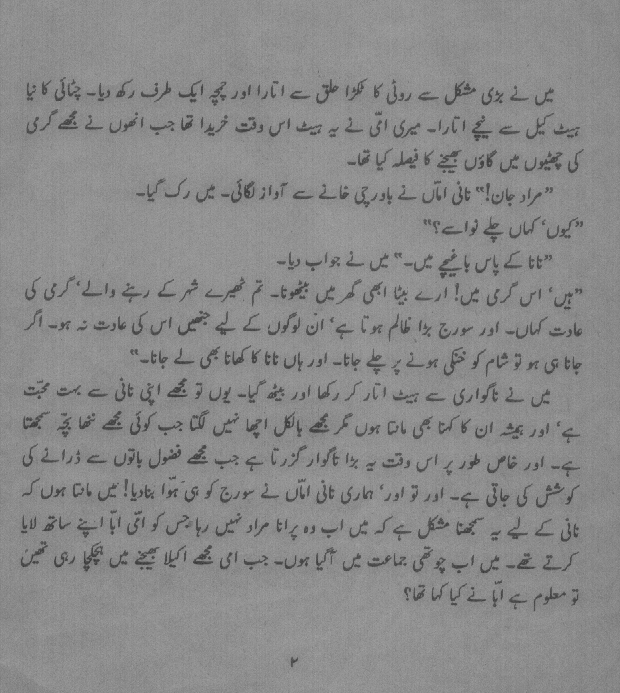 میں نے بڑی مشکل سے روٹی کا ٹکڑا حلق سے اتارا اور چمچہ ایک طرف رکھ دیا۔ چٹائی کا نیا
ہیٹ کیل سے نیچے اتارا۔ میری امّی نے یہ ہیٹ اس وقت خریدا تھا جب انھوں نے مجھے گرمی
کی چھٹیوں میں گاؤں بھیجنے کا فیصلہ کیا تھا۔
”مراد جان!“ نانی امّاں نے باورچی خانے سے آواز لگائی۔ میں رک گیا۔
”کیوں‘ کہاں چلے نواسے؟“
”نانا کے پاس باغیچے میں۔“ میں نے جواب دیا۔
”ہیں‘ اس گرمی میں! ارے بیٹا ابھی گھر میں بیٹھونا۔ تم ٹھیرے شہر کے رہنے والے‘ گرمی کی
عادت کہاں۔ اور سورج بڑا ظالم ہوتا ہے‘ ان لوگوں کے لیے جنھیں اس کی عادت نہ ہو۔ اگر
جانا ہی ہو تو شام کو خنکی ہونے پر چلے جانا۔ اور ہاں نانا کا کھانا بھی لے جانا۔“
میں نے ناگواری سے ہیٹ اتار کر رکھا اور بیٹھ گیا۔ یوں تو مجھے اپنی نانی سے بہت محبّت
ہے‘ اور ہمیشہ ان کا کہنا بھی مانتا ہوں مگر مجھے بالکل اچھا نہیں لگتا جب کوئی مجھے ننھا بچّہ سمجھتا
ہے۔ اور خاص طور پر اس وقت یہ بڑا ناگوار گزرتا ہے جب مجھے فضول باتوں سے ڈرانے کی
کوشش کی جاتی ہے۔ اور تو اور‘ ہماری نانی امّاں نے سورج کو ہی ہوّا بنادیا! میں مانتا ہوں کہ
نانی کے لیے یہ سمجھنا مشکل ہے کہ میں اب وہ پرانا مراد نہیں رہا جس کو امّی ابّا اپنے ساتھ لایا
کرتے تھے۔ میں اب چوتھی جماعت میں آگیا ہوں۔ جب امی مجھے اکیلا بھیجنے میں ہچکچا رہی تھیں
تو معلوم ہے ابّا نے کیا کہا تھا؟
۲